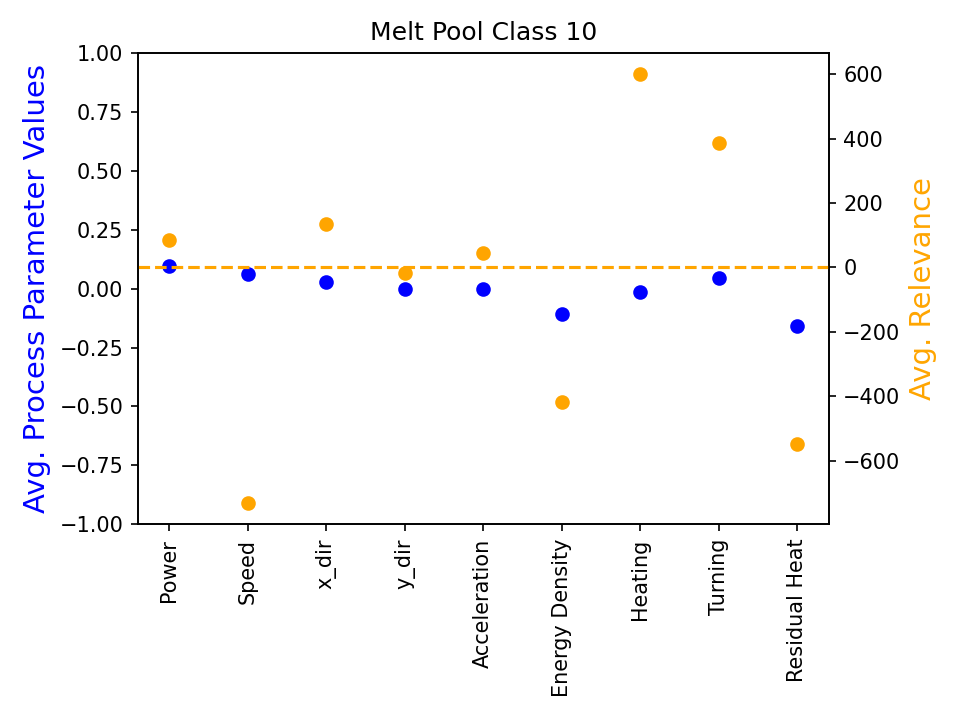 Melt Pool Class 10
Avg. Process Parameter Values
1.00
0.75
0.50
0.25
0.00
−0.25
−0.50
−0.75
−1.00
600
400
200
0
−200
−400
−600
Avg. Relevance
Power
Speed
x_dir
y_dir
Acceleration
Energy Density
Heating
Turning
Residual Heat